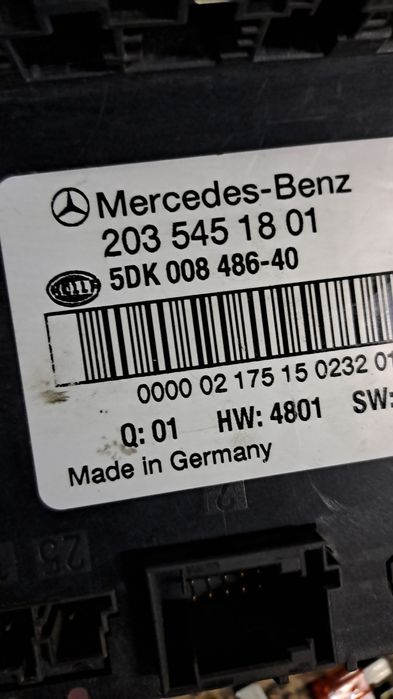 Mercedes-Benz
203 545 18 01
HELLA 5DK 008 486-40
0000 02 175 15 0232 01
Q: 01 HW: 4801 SW:
Made in Germany